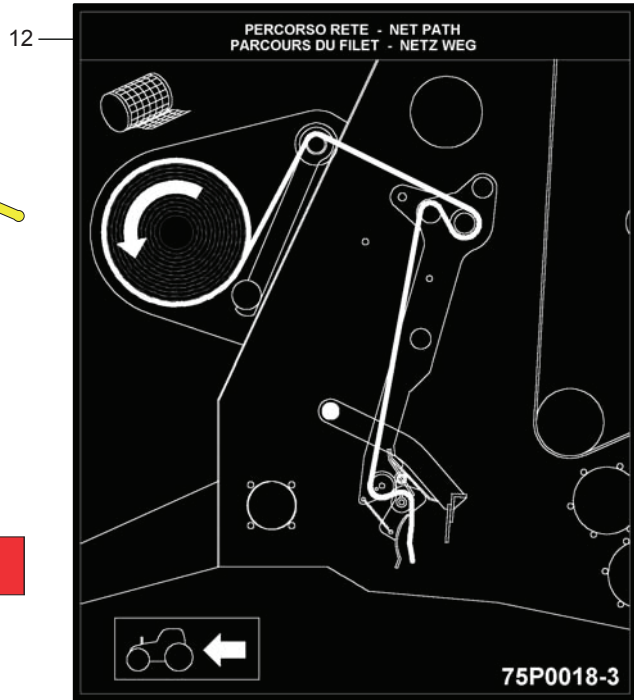 12
PERCORSO RETE - NET PATH
PARCOURS DU FILET - NETZ WEG
75P0018-3